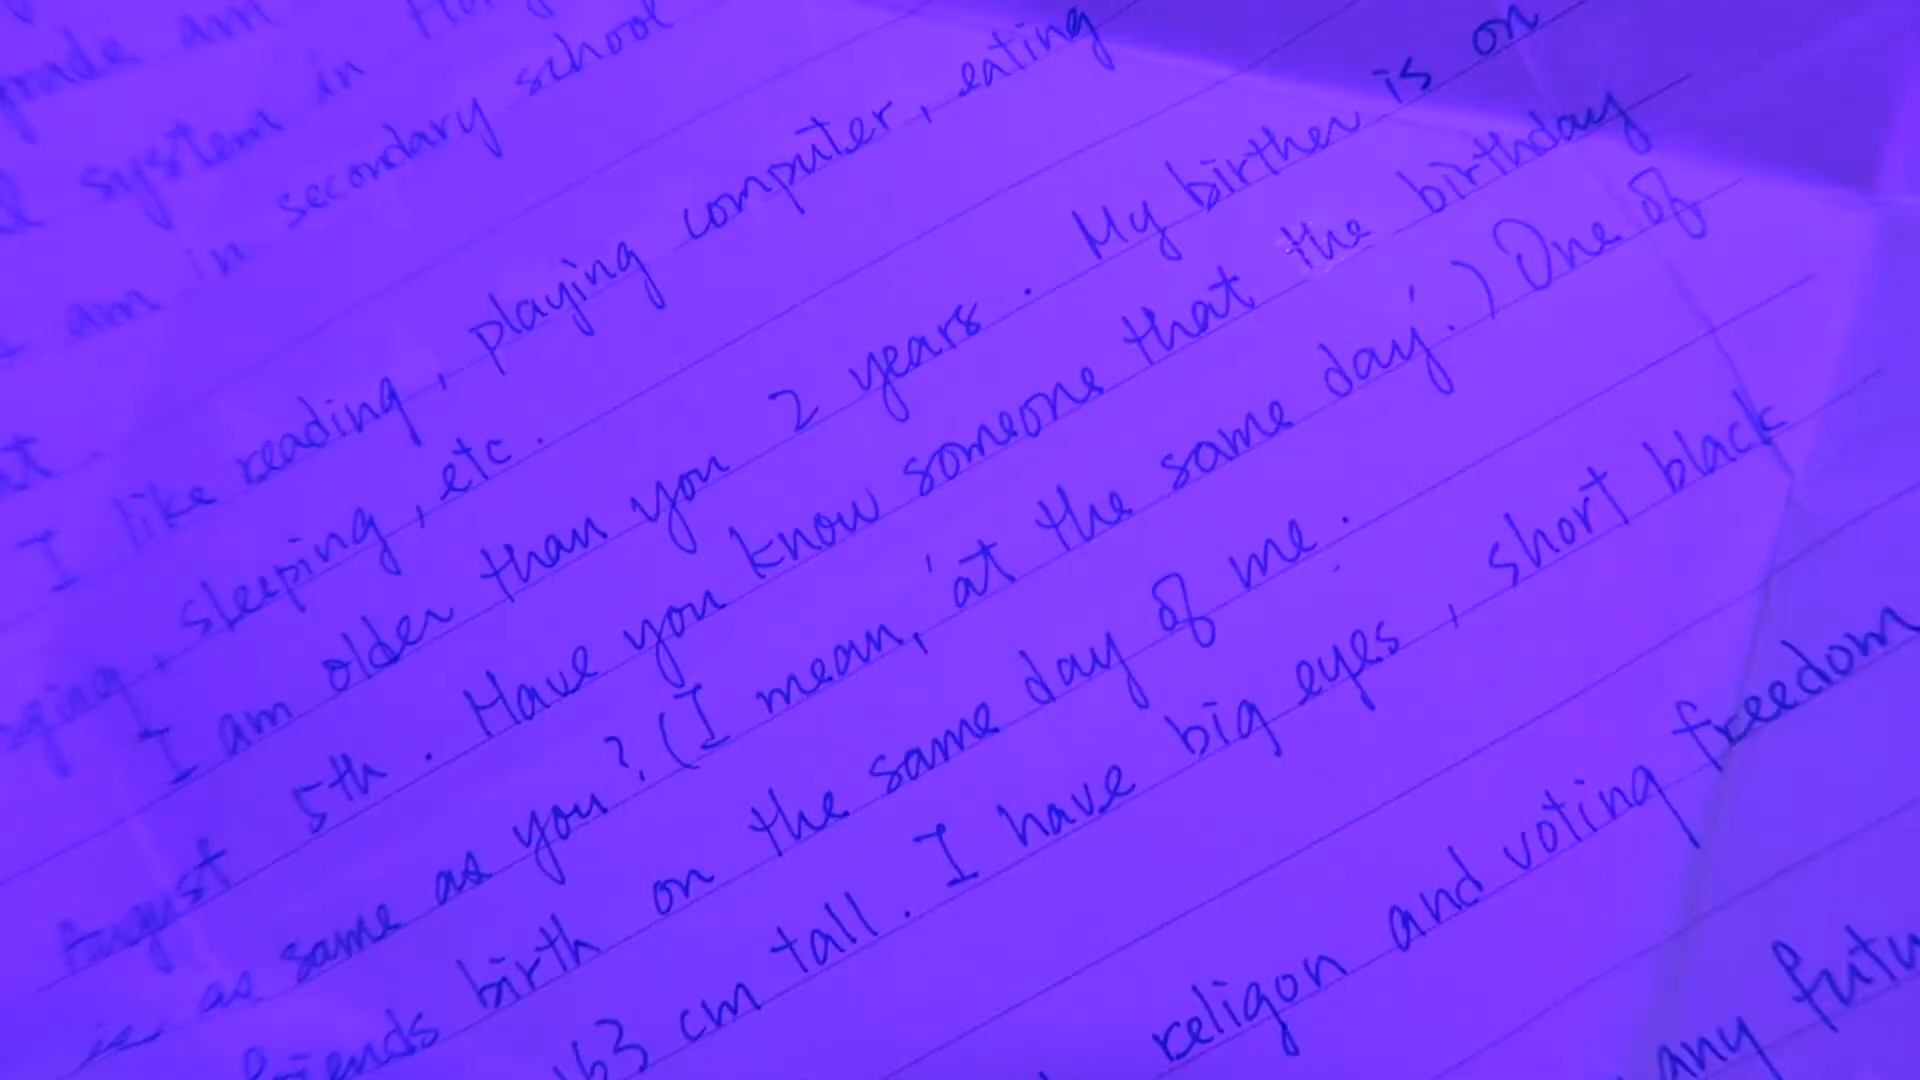 grade am
system in
am in secondary school
I like reading, playing computer, eating
sleeping, etc.
I am older than you 2 years. My birther is on
August 5th. Have you know someone that the birthday
is as same as you? (I mean, 'at the same day'.) One of
friends birth on the same day of me.
163 cm tall. I have big eyes, short black
religon and voting freedom
any